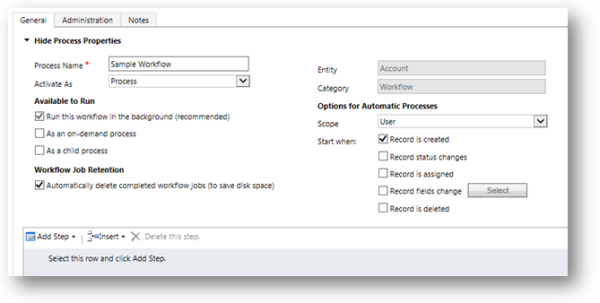 General
Administration
Notes
Hide Process Properties
Process Name *
Sample Workflow
Activate As
Process
Available to Run
Run this workflow in the background (recommended)
As an on-demand process
As a child process
Workflow Job Retention
Automatically delete completed workflow jobs (to save disk space)
Entity
Account
Category
Workflow
Options for Automatic Processes
Scope
User
Start when:
Record is created
Record status changes
Record is assigned
Record fields change
Select
Record is deleted
Add Step
Insert
Delete this step.
Select this row and click Add Step.